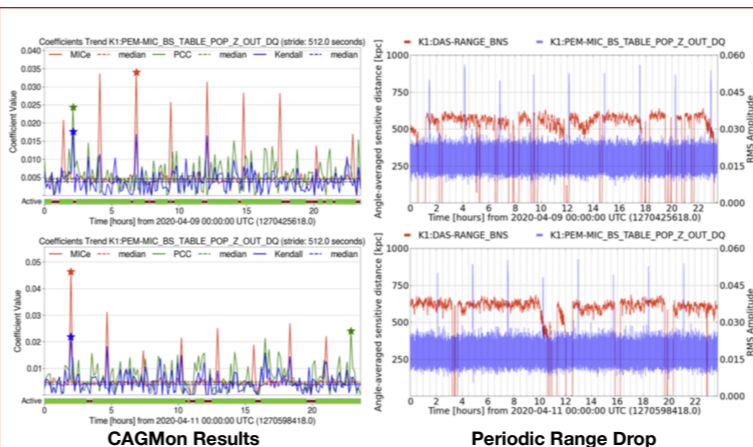 Coefficients Trend K1:PEM-MIC_BS_TABLE_POP_Z_OUT_DQ (stride: 512.0 seconds)
MICe median PCC median Kendall median
Coefficient Value
0.040
0.035
0.030
0.025
0.020
0.015
0.010
0.005
Active
0 5 10 15 20
Time [hours] from 2020-04-09 00:00:00 UTC (1270425618.0)
K1:DAS-RANGE_BNS K1:PEM-MIC_BS_TABLE_POP_Z_OUT_DQ
Angle-averaged sensitive distance [kpc]
1000
750
500
250
0.060
0.045
0.030
0.015
0.000
RMS Amplitude
0 2 4 6 8 10 12 14 16 18 20 22
Time [hours] from 2020-04-09 00:00:00 UTC (1270425618.0)
Coefficients Trend K1:PEM-MIC_BS_TABLE_POP_Z_OUT_DQ (stride: 512.0 seconds)
MICe median PCC median Kendall median
Coefficient Value
0.05
0.04
0.03
0.02
0.01
Active
0 5 10 15 20
Time [hours] from 2020-04-11 00:00:00 UTC (1270598418.0)
K1:DAS-RANGE_BNS K1:PEM-MIC_BS_TABLE_POP_Z_OUT_DQ
Angle-averaged sensitive distance [kpc]
1000
750
500
250
0.060
0.045
0.030
0.015
0.000
RMS Amplitude
0 2 4 6 8 10 12 14 16 18 20 22
Time [hours] from 2020-04-11 00:00:00 UTC (1270598418.0)
CAGMon Results
Periodic Range Drop